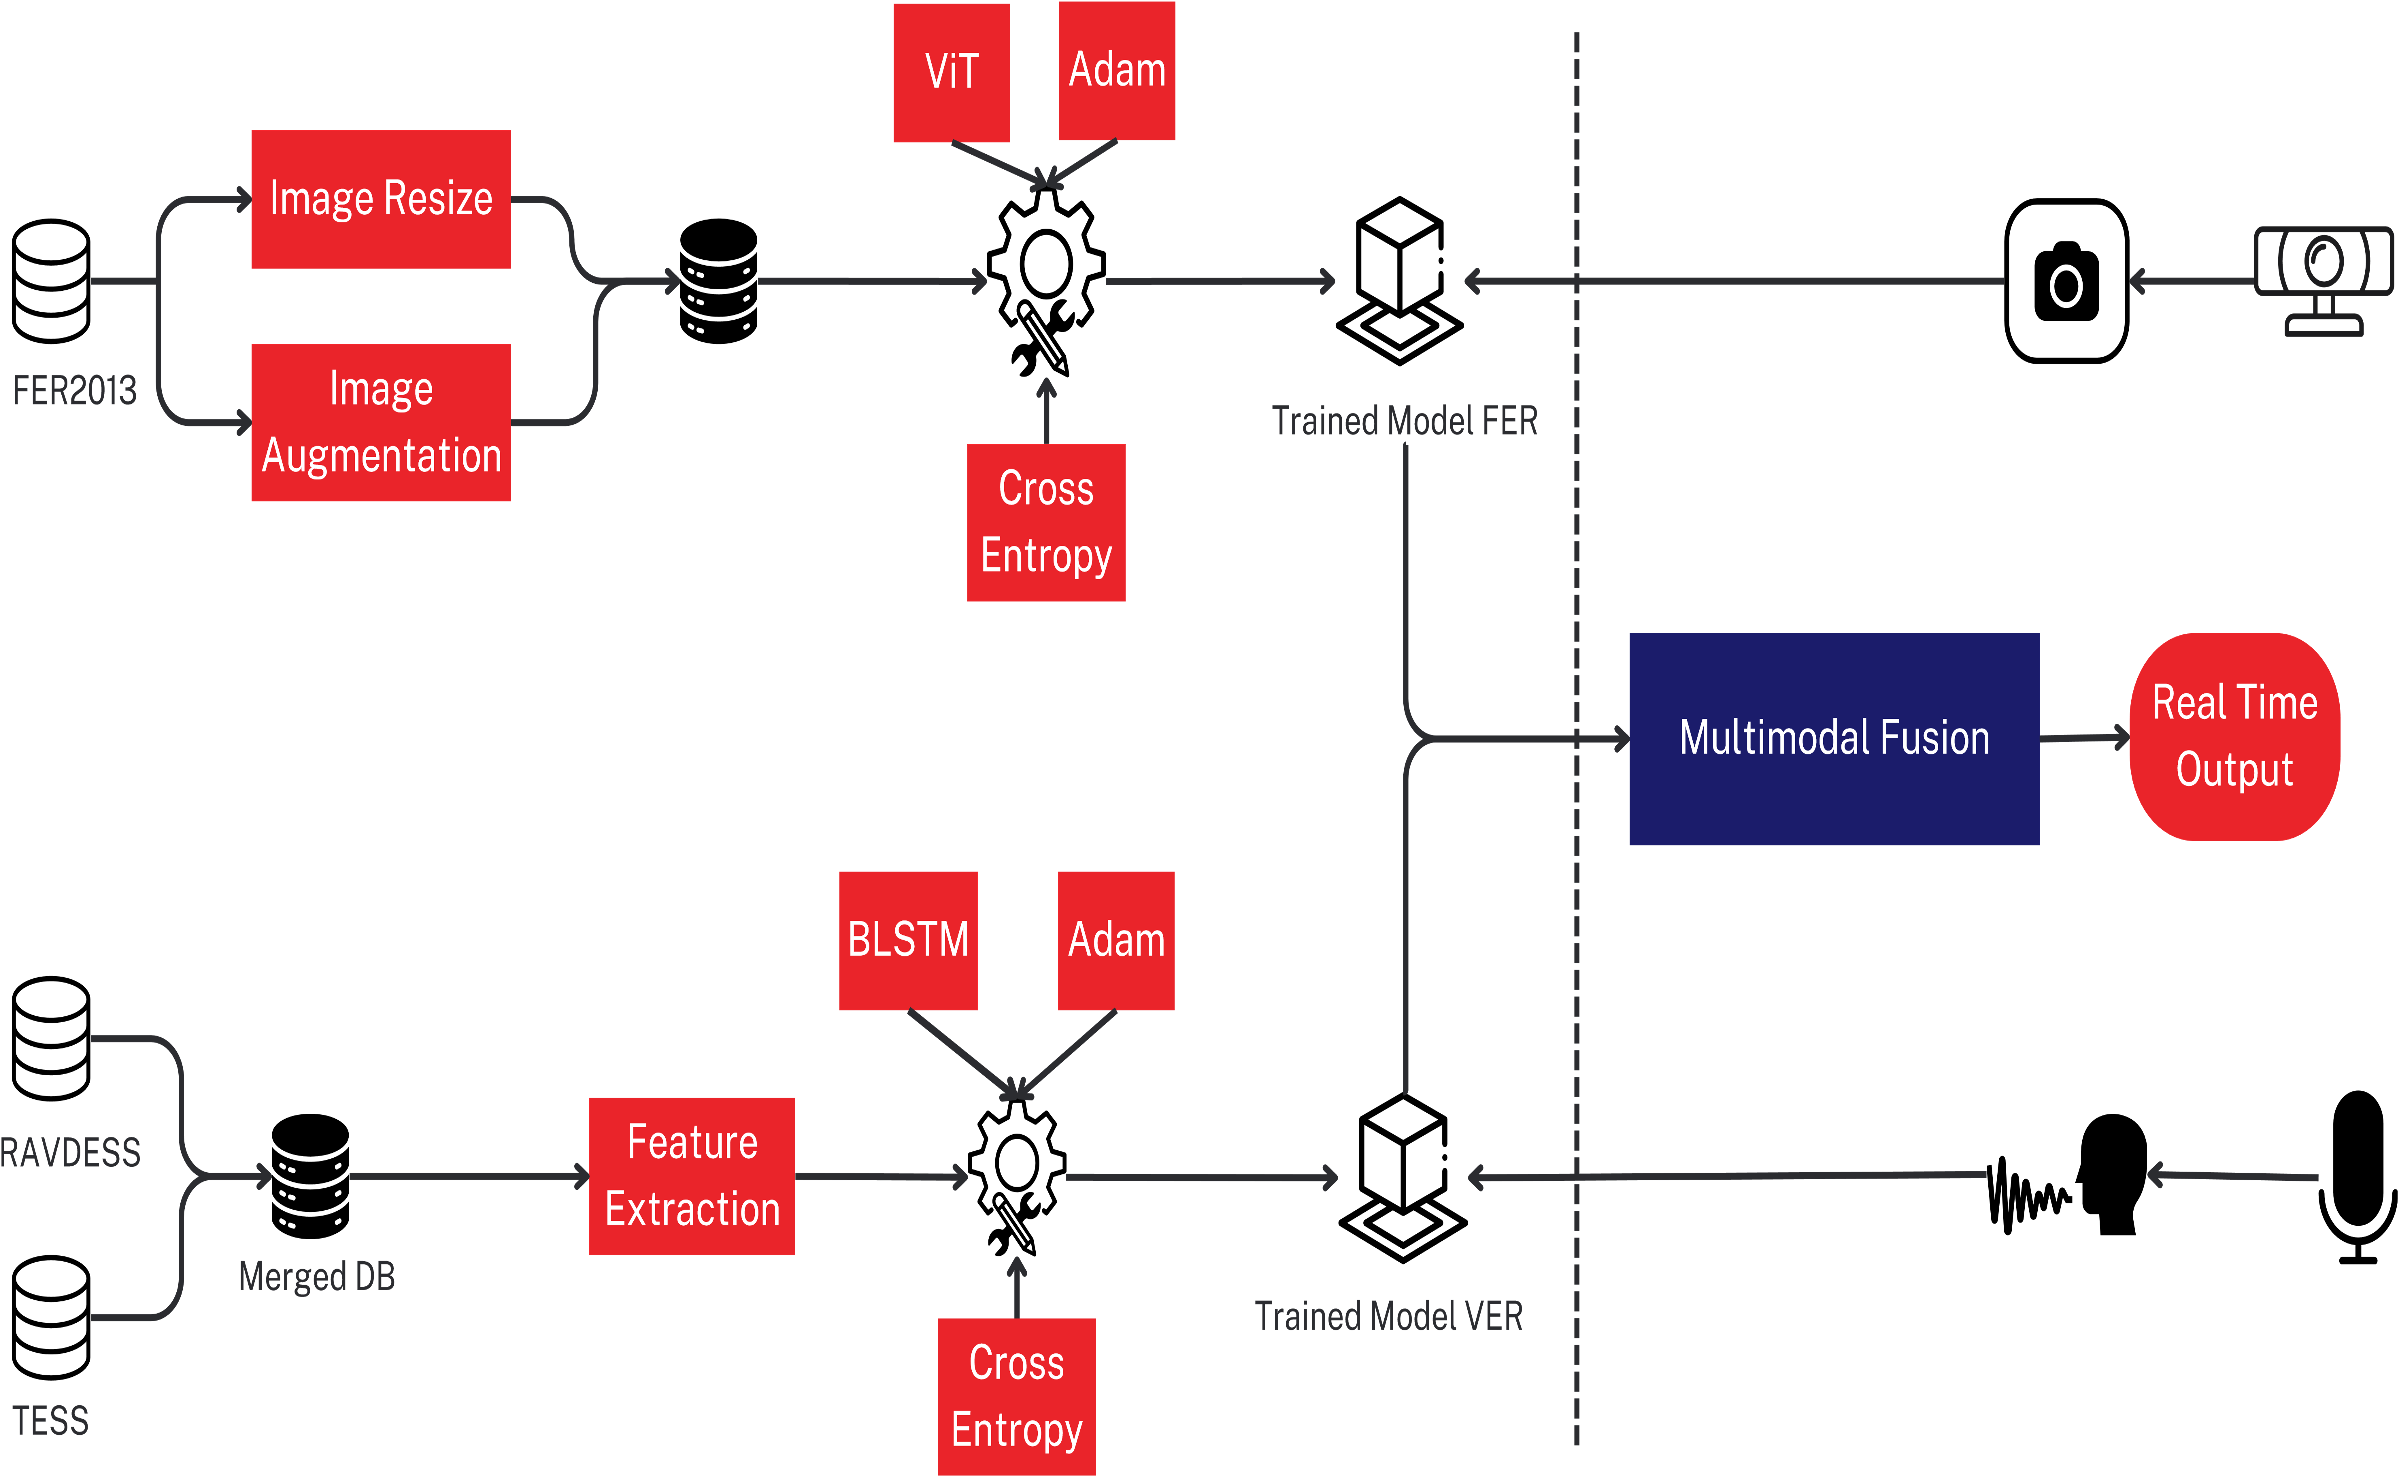 ViT
Adam
Image Resize
FER2013
Image
Augmentation
Trained Model FER
Cross
Entropy
Multimodal Fusion
Real Time
Output
BLSTM
Adam
RAVDESS
Feature
Extraction
Merged DB
Trained Model VER
Cross
Entropy
TESS